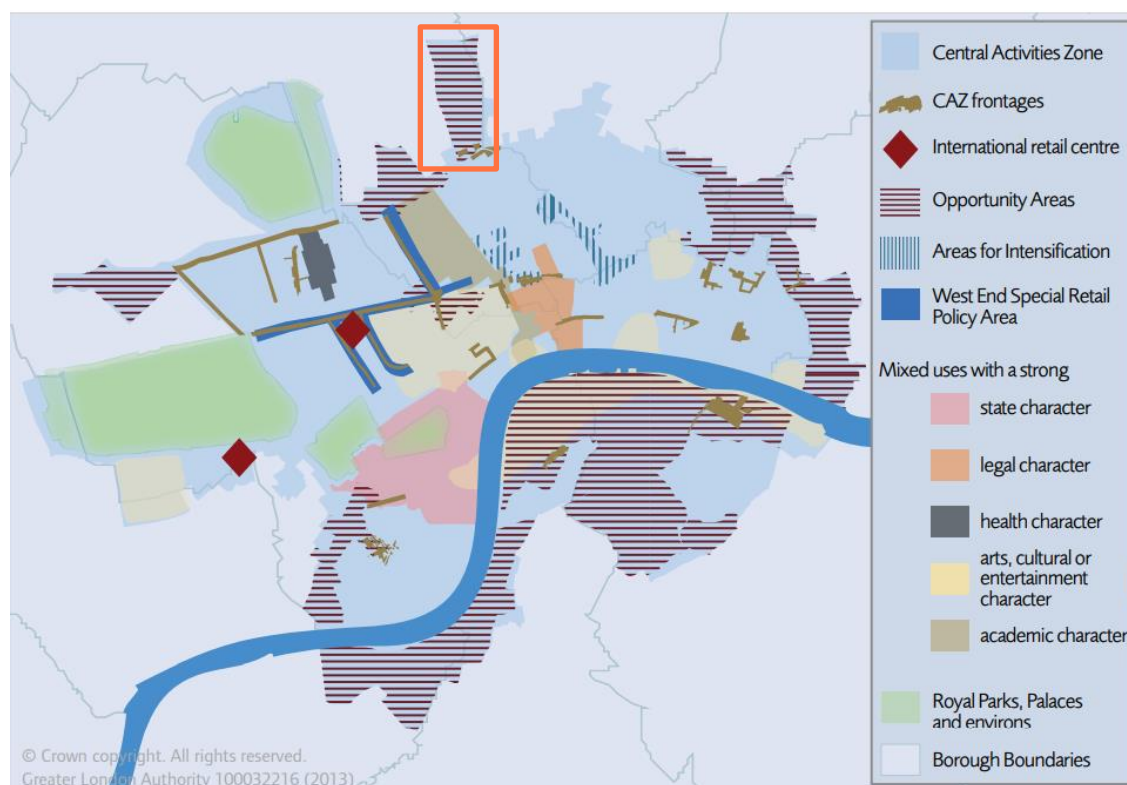 Central Activities Zone
CAZ frontages
International retail centre
Opportunity Areas
Areas for Intensification
West End Special Retail
Policy Area
Mixed uses with a strong
state character
legal character
health character
arts, cultural or
entertainment
character
academic character
Royal Parks, Palaces
and environs
Borough Boundaries
© Crown copyright. All rights reserved.
Greater London Authority 100032216 (2013)